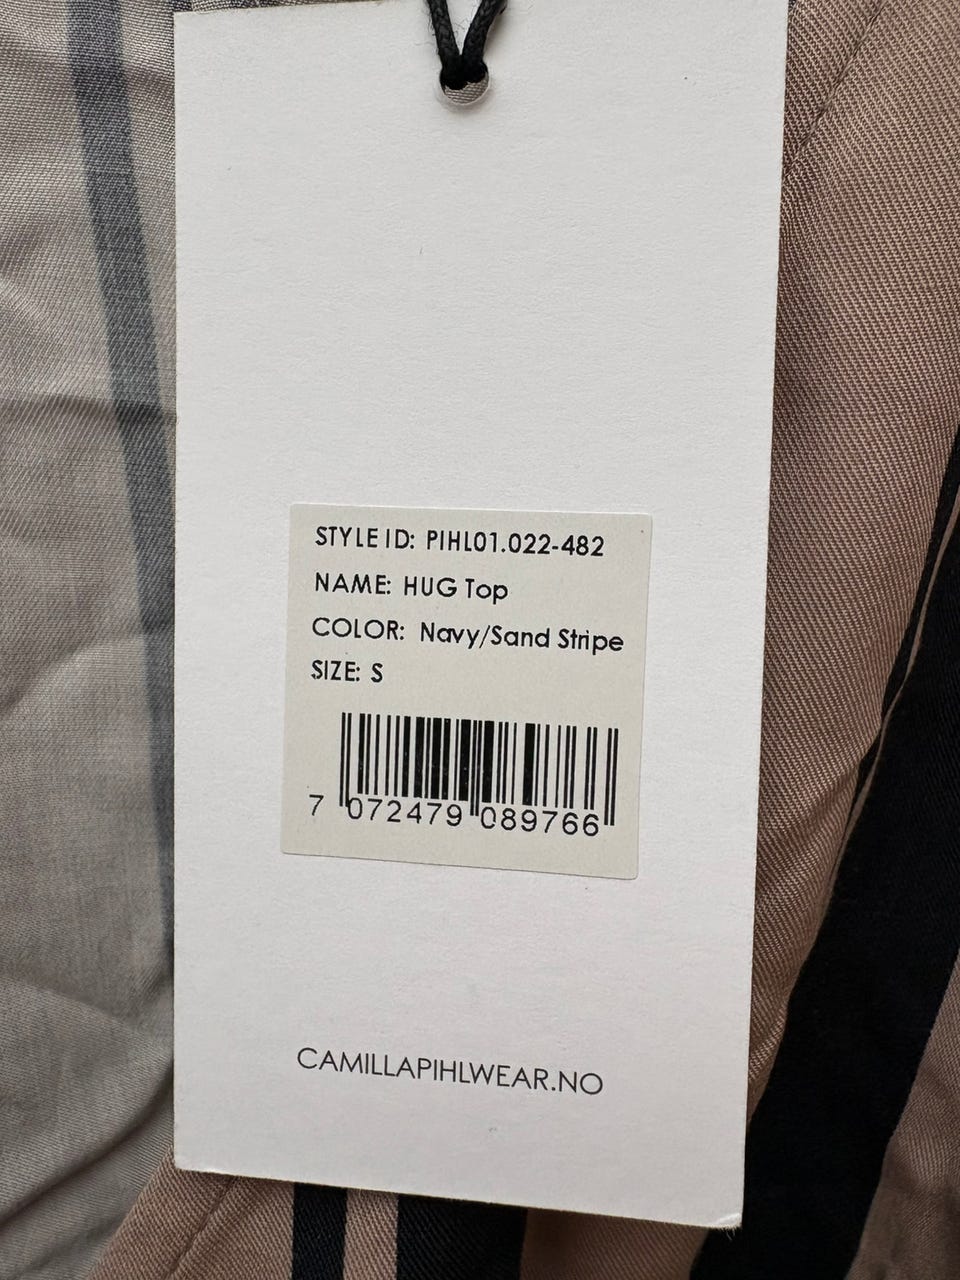 STYLE ID: PIHL01.022-482
NAME: HUG Top
COLOR: Navy/Sand Stripe
SIZE: S
7 072479 089766
CAMILLAPIHLWEAR.NO